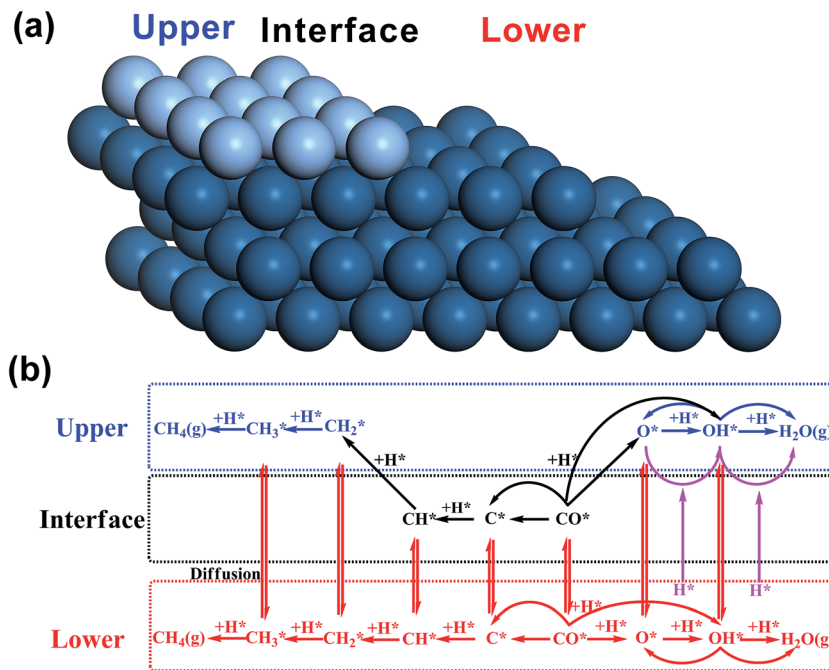 (a)
Upper Interface Lower
(b)
Upper CH₄(g) +H* CH₃* +H* CH₂* O* +H* OH* +H* H₂O(g)
+H* +H*
Interface CH* +H* C* CO*
Diffusion H* H*
+H*
Lower CH₄(g) +H* CH₃* +H* CH₂* +H* CH* +H* C* CO* +H* O* +H* OH* +H* H₂O(g)